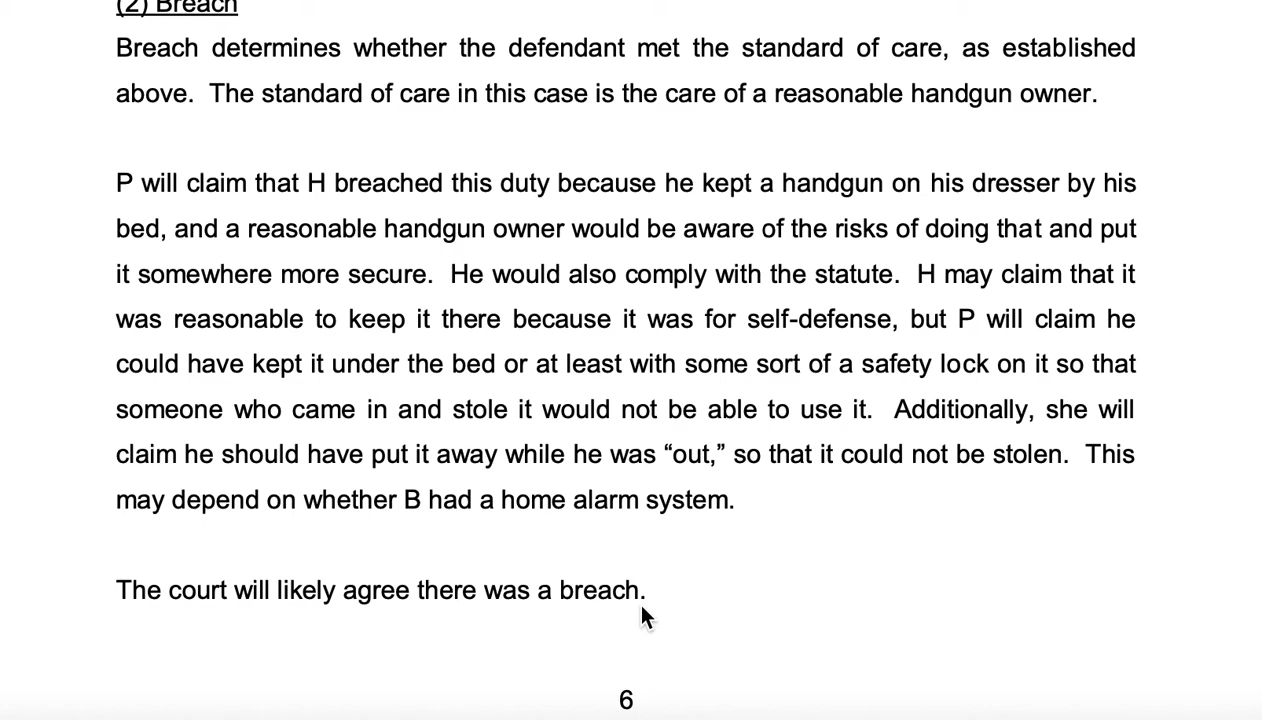 (2) Breach
Breach determines whether the defendant met the standard of care, as established
above.  The standard of care in this case is the care of a reasonable handgun owner.
P will claim that H breached this duty because he kept a handgun on his dresser by his
bed, and a reasonable handgun owner would be aware of the risks of doing that and put
it somewhere more secure.  He would also comply with the statute.  H may claim that it
was reasonable to keep it there because it was for self-defense, but P will claim he
could have kept it under the bed or at least with some sort of a safety lock on it so that
someone who came in and stole it would not be able to use it.  Additionally, she will
claim he should have put it away while he was “out,” so that it could not be stolen.  This
may depend on whether B had a home alarm system.
The court will likely agree there was a breach.
6